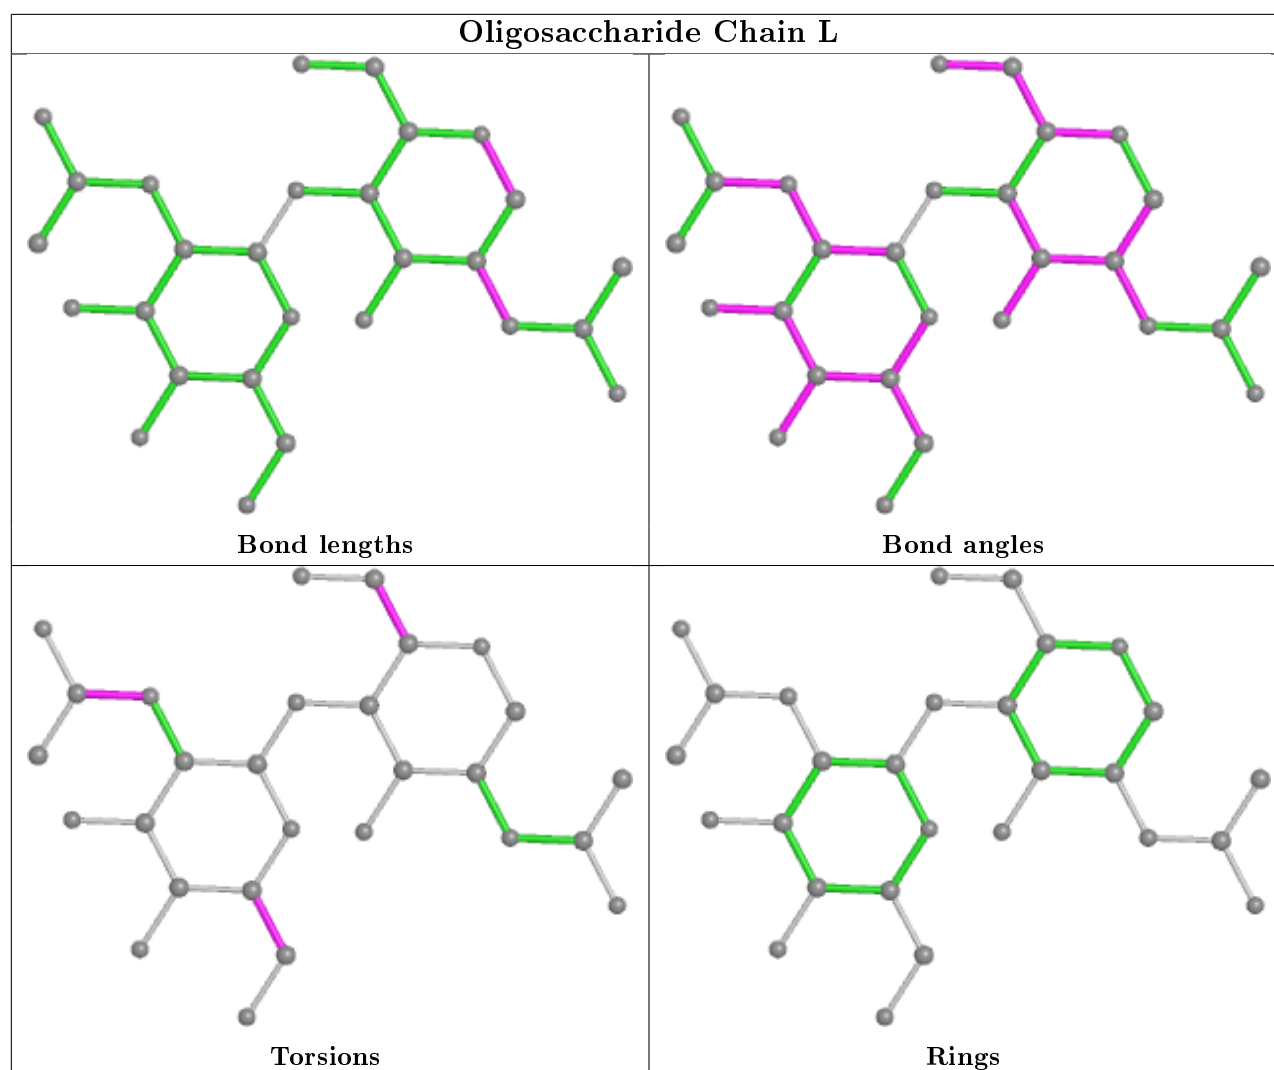 Oligosaccharide Chain L
Bond lengths
Bond angles
Torsions
Rings